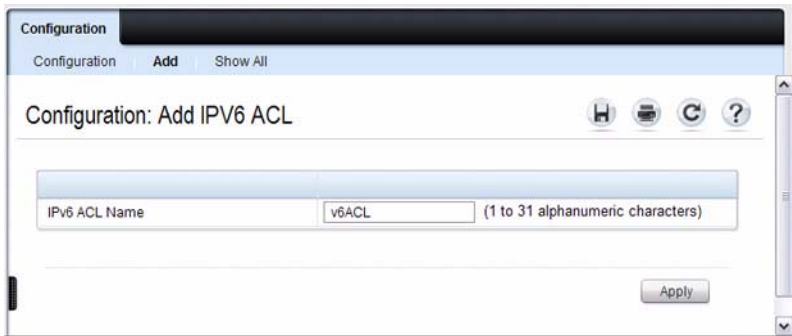 Configuration
Configuration Add Show All
Configuration: Add IPV6 ACL
C ?
IPv6 ACL Name v6ACL (1 to 31 alphanumeric characters)
Apply